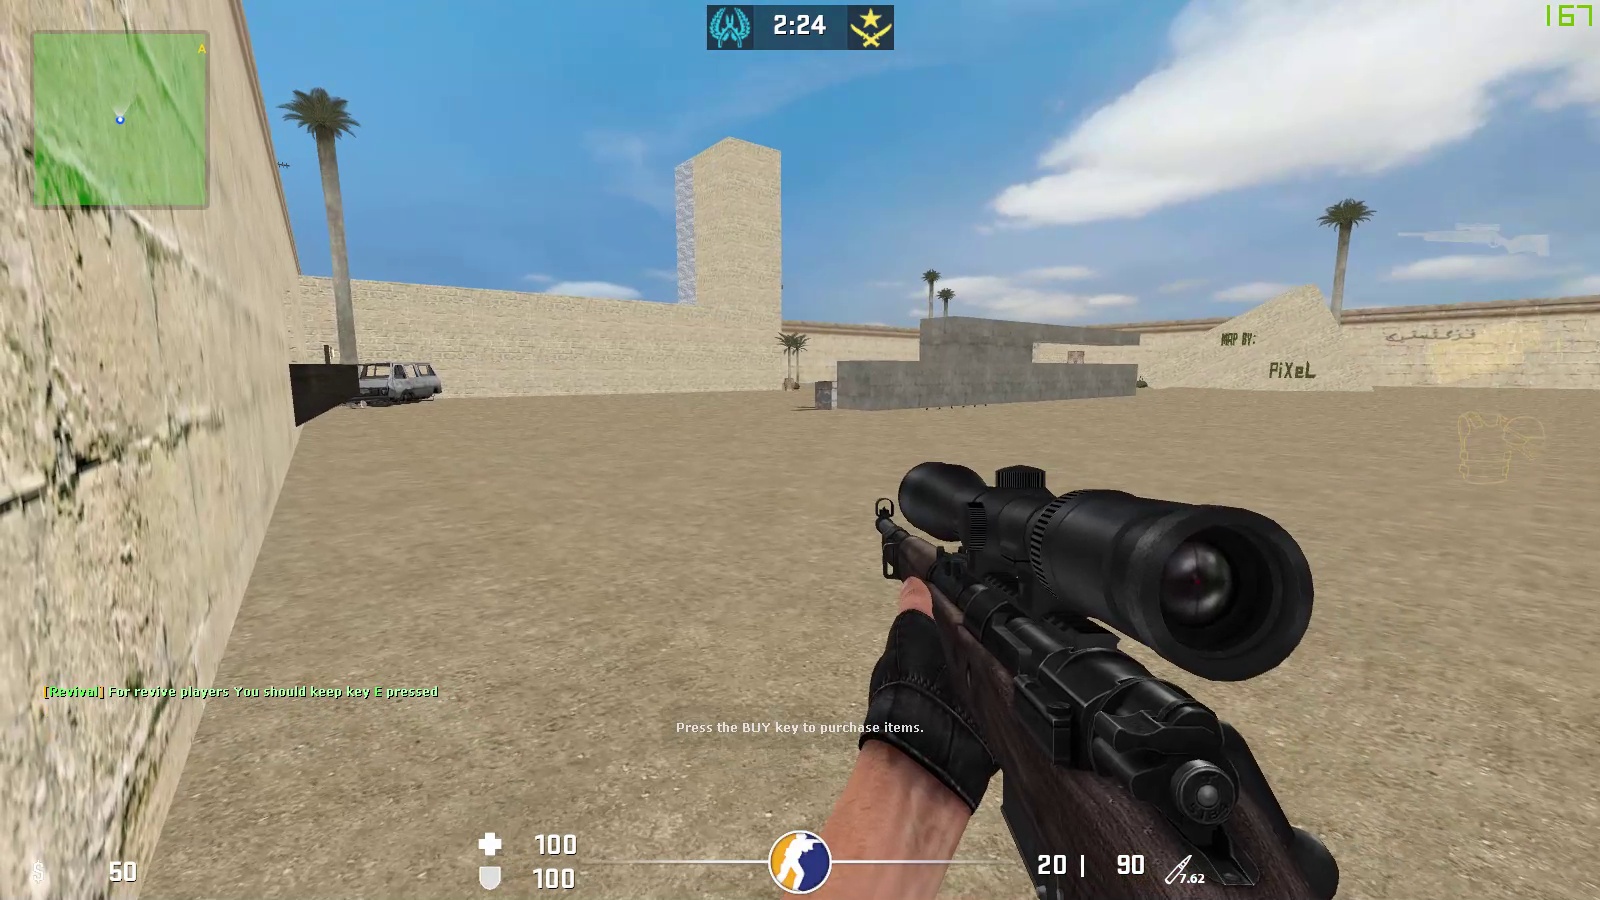 2:24
167
A
MAP BY:
PiXeL
[Revival] For revive players You should keep key E pressed
Press the BUY key to purchase items.
$ 50
100
100
20 | 90
7.62